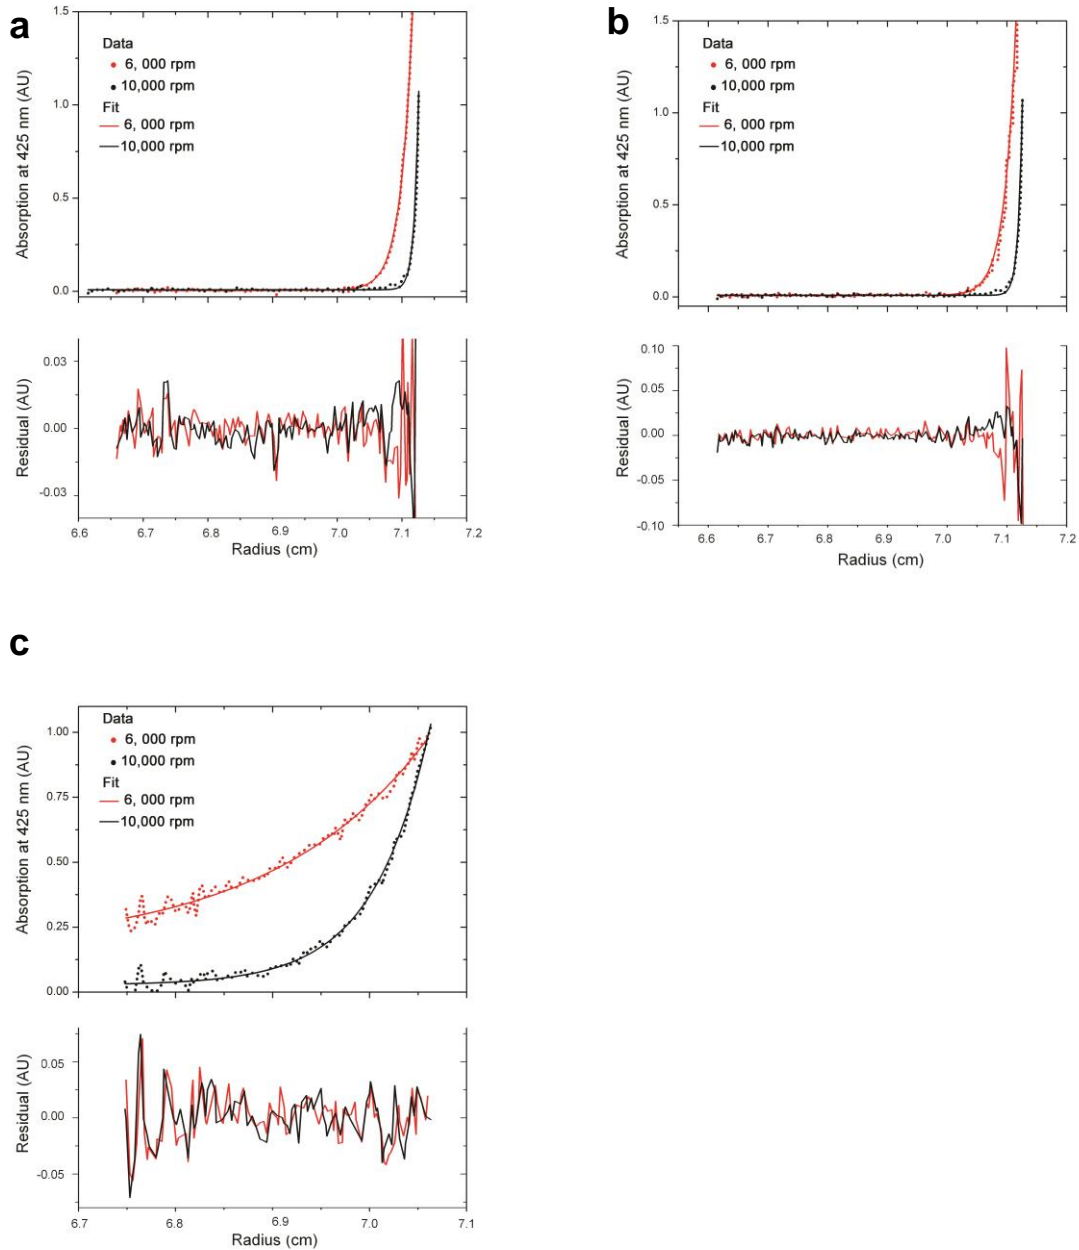 a
1.5
1.0
0.5
0.0
Absorption at 425 nm (AU)
Data
6, 000 rpm
10,000 rpm
Fit
6, 000 rpm
10,000 rpm
0.03
0.00
-0.03
Residual (AU)
6.6 6.7 6.8 6.9 7.0 7.1 7.2
Radius (cm)
b
1.5
1.0
0.5
0.0
Absorption at 425 nm (AU)
Data
6, 000 rpm
10,000 rpm
Fit
6, 000 rpm
10,000 rpm
0.10
0.05
0.00
-0.05
-0.10
Residual (AU)
6.6 6.7 6.8 6.9 7.0 7.1 7.2
Radius (cm)
c
1.00
0.75
0.50
0.25
0.00
Absorption at 425 nm (AU)
Data
6, 000 rpm
10,000 rpm
Fit
6, 000 rpm
10,000 rpm
0.05
0.00
-0.05
Residual (AU)
6.7 6.8 6.9 7.0 7.1
Radius (cm)